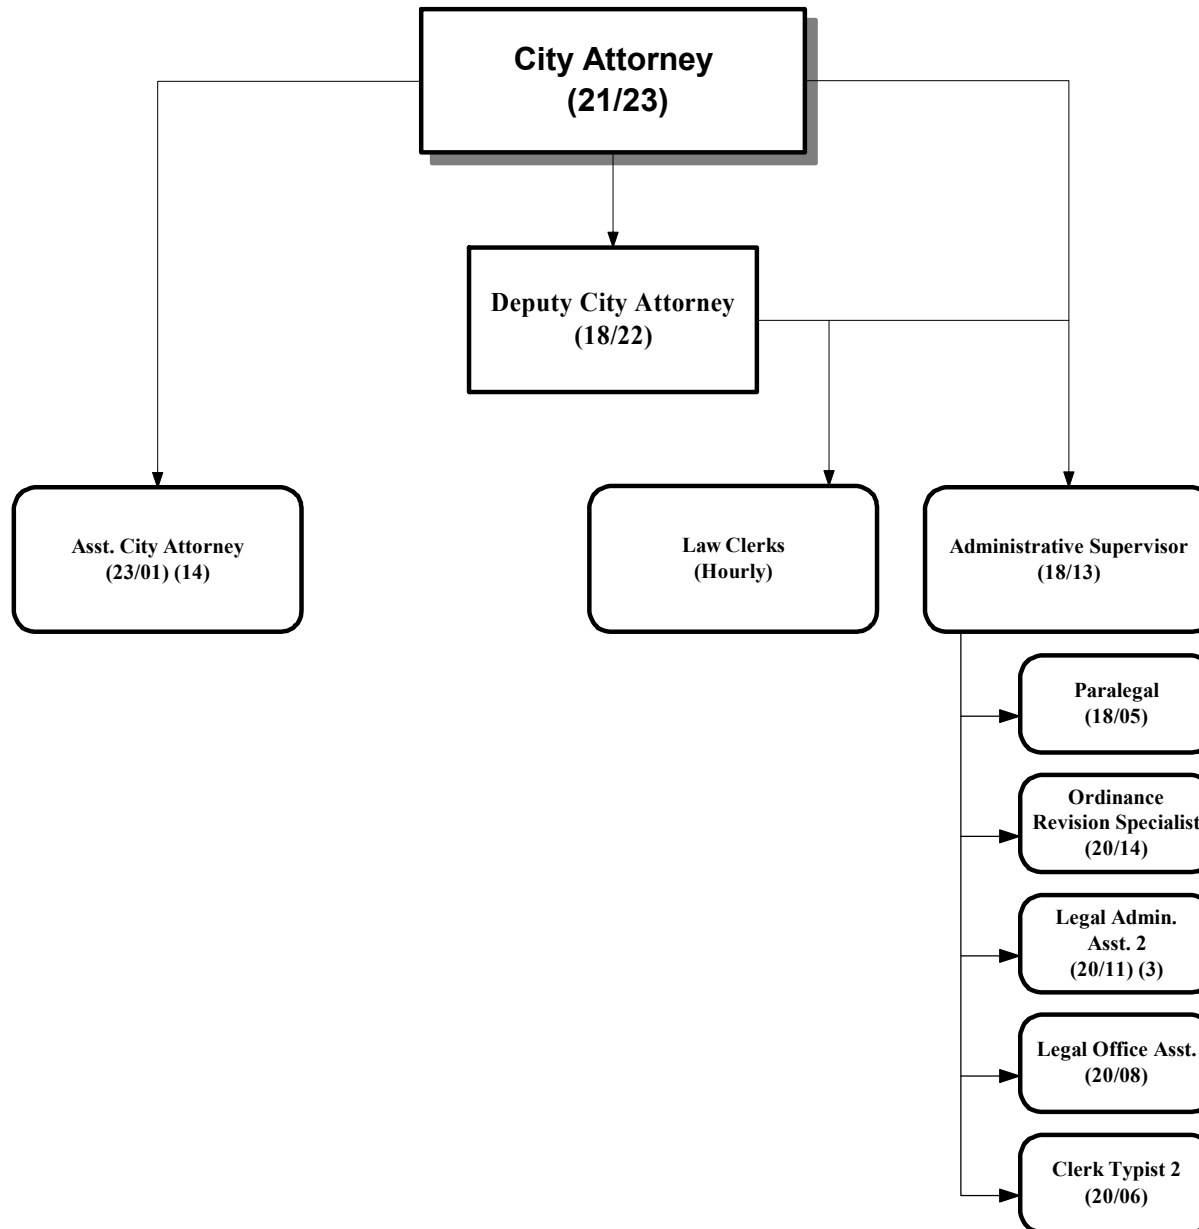 City Attorney
(21/23)
Deputy City Attorney
(18/22)
Asst. City Attorney
(23/01) (14)
Law Clerks
(Hourly)
Administrative Supervisor
(18/13)
Paralegal
(18/05)
Ordinance
Revision Specialist
(20/14)
Legal Admin.
Asst. 2
(20/11) (3)
Legal Office Asst.
(20/08)
Clerk Typist 2
(20/06)